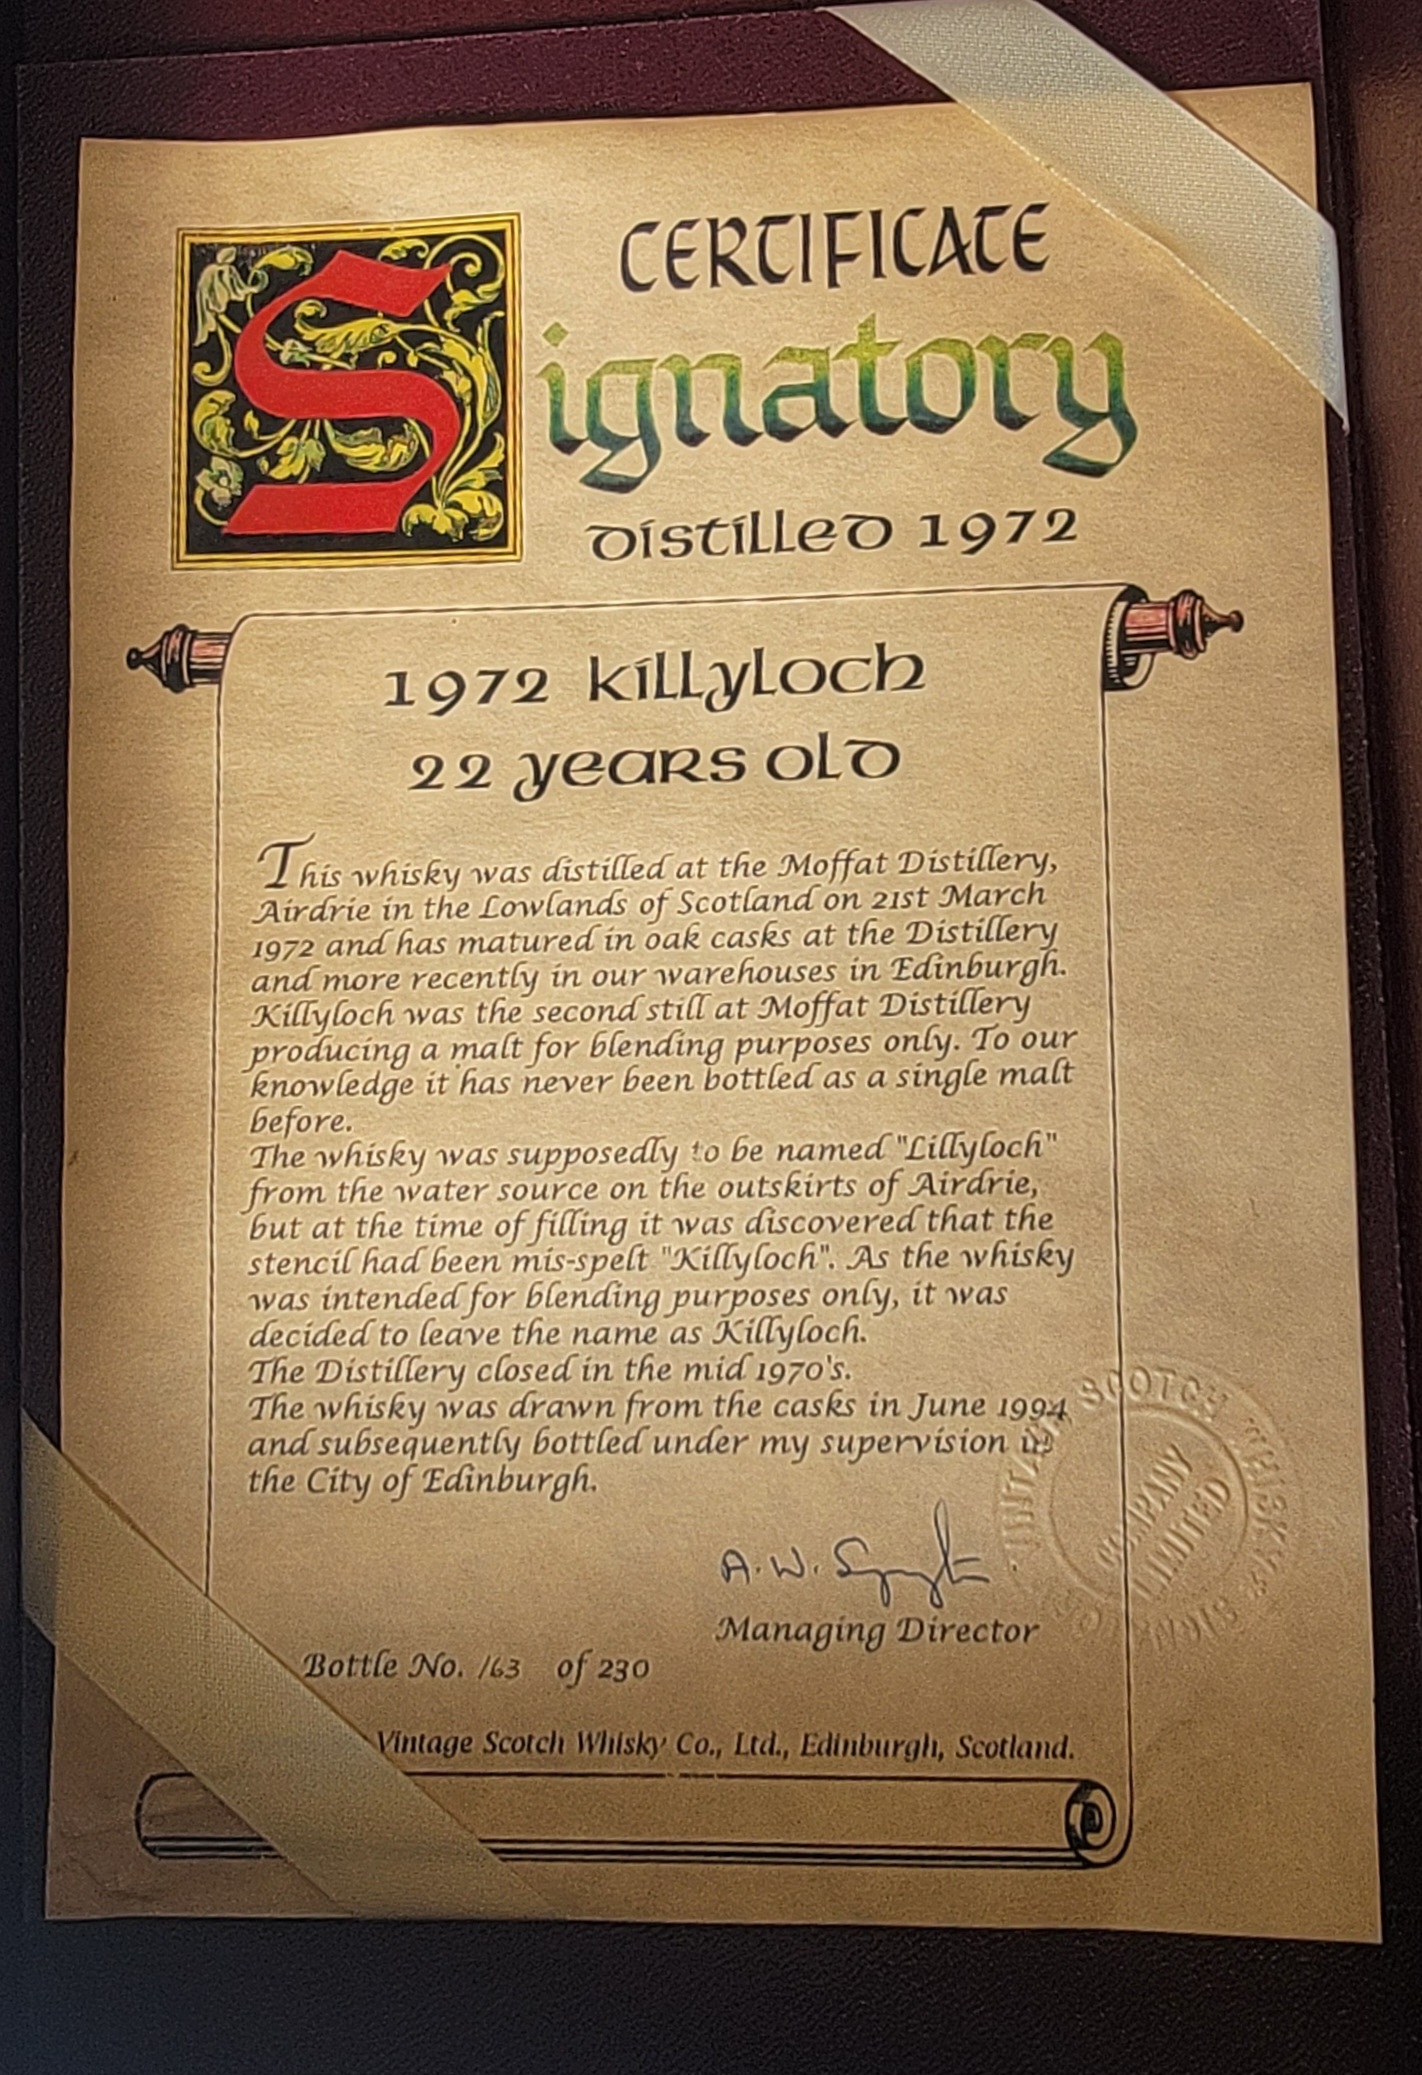 CERTIFICATE
Signatory
distilled 1972
1972 killyloch
22 years old
This whisky was distilled at the Moffat Distillery,
Airdrie in the Lowlands of Scotland on 21st March
1972 and has matured in oak casks at the Distillery
and more recently in our warehouses in Edinburgh.
Killyloch was the second still at Moffat Distillery
producing a malt for blending purposes only. To our
knowledge it has never been bottled as a single malt
before.
The whisky was supposedly to be named "Lillyloch"
from the water source on the outskirts of Airdrie,
but at the time of filling it was discovered that the
stencil had been mis-spelt "Killyloch". As the whisky
was intended for blending purposes only, it was
decided to leave the name as Killyloch.
The Distillery closed in the mid 1970's.
The whisky was drawn from the casks in June 1994
and subsequently bottled under my supervision in
the City of Edinburgh.
A. W.
Managing Director
Bottle No. 163 of 230
Vintage Scotch Whisky Co., Ltd., Edinburgh, Scotland.
SIGNATORY VINTAGE SCOTCH WHISKY
COMPANY
LIMITED